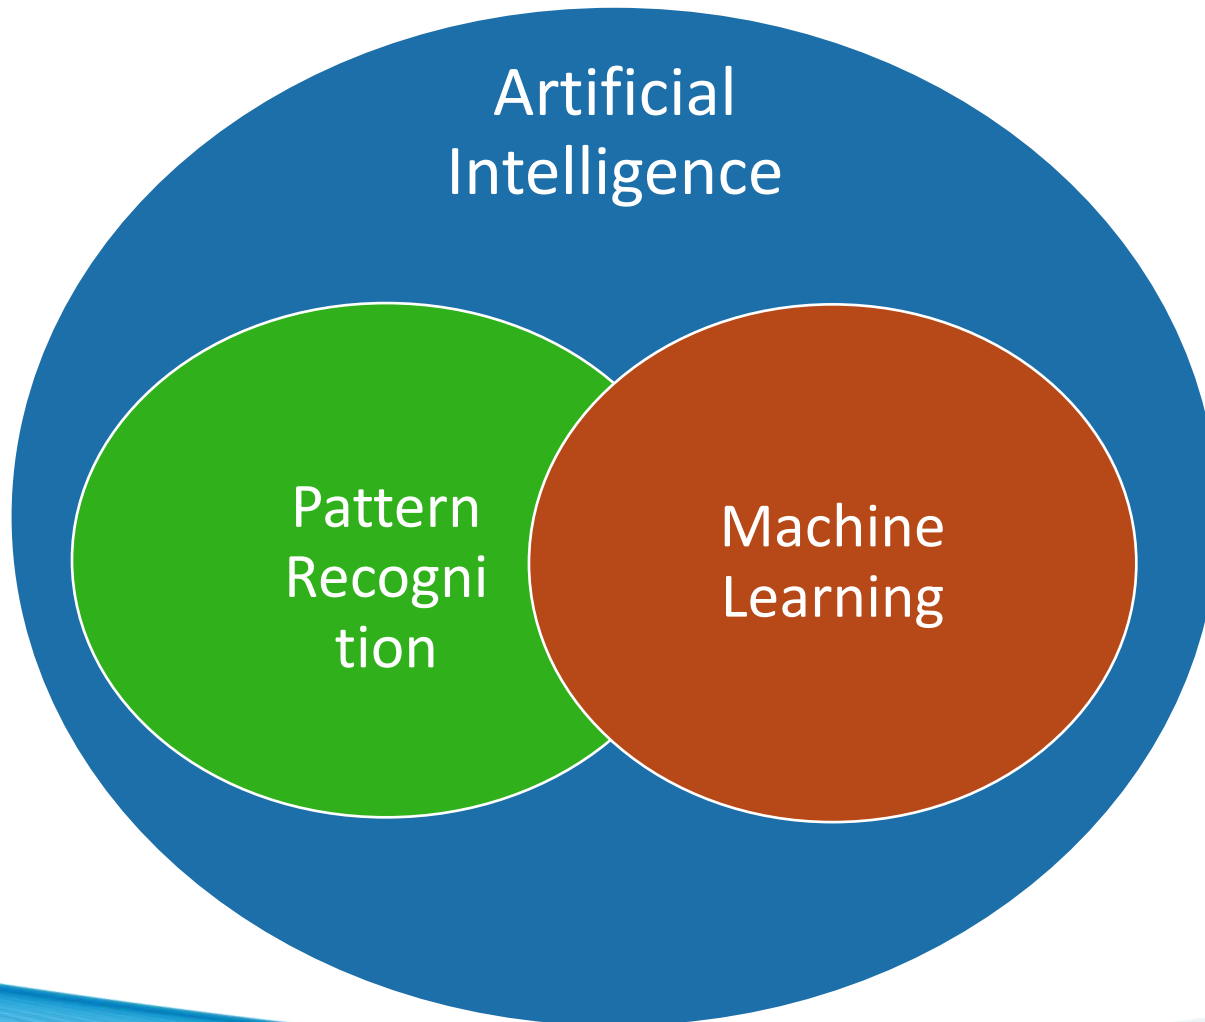 Artificial
Intelligence
Pattern
Recogni
tion
Machine
Learning